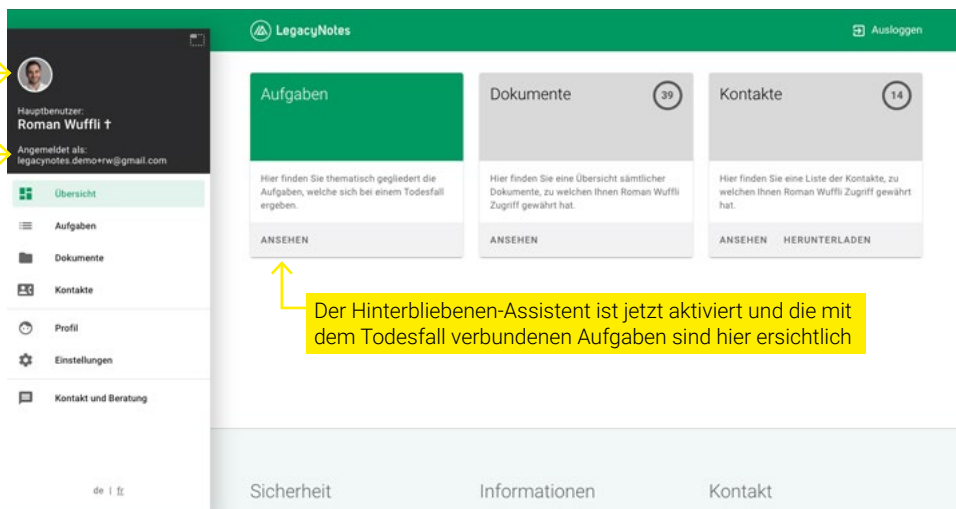 LegacyNotes
Ausloggen
Hauptbenutzer:
Roman Wuffli †
Angemeldet als:
legacynotes.demo+rw@gmail.com
Übersicht
Aufgaben
Dokumente
Kontakte
Profil
Einstellungen
Kontakt und Beratung
de | fr
Aufgaben
Hier finden Sie thematisch gegliedert die
Aufgaben, welche sich bei einem Todesfall
ergeben.
ANSEHEN
Dokumente
39
Hier finden Sie eine Übersicht sämtlicher
Dokumente, zu welchen Ihnen Roman Wuffli
Zugriff gewährt hat.
ANSEHEN
Kontakte
14
Hier finden Sie eine Liste der Kontakte, zu
welchen Ihnen Roman Wuffli Zugriff gewährt
hat.
ANSEHEN HERUNTERLADEN
Der Hinterbliebenen-Assistent ist jetzt aktiviert und die mit
dem Todesfall verbundenen Aufgaben sind hier ersichtlich
Sicherheit
Informationen
Kontakt